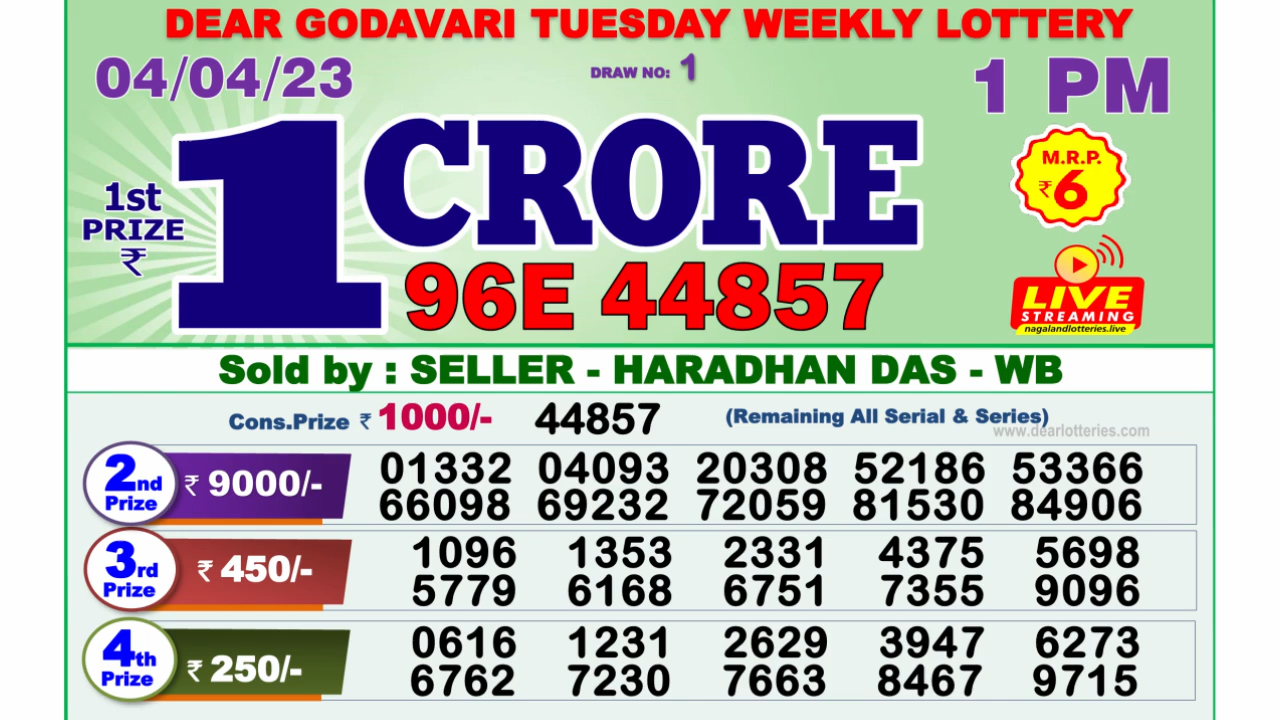 DEAR GODAVARI TUESDAY WEEKLY LOTTERY
04/04/23 DRAW NO: 1 1 PM
1st
PRIZE
₹
1 CRORE
96E 44857
M.R.P.
₹6
LIVE
STREAMING
nagalandlotteries.live
Sold by : SELLER - HARADHAN DAS - WB
Cons.Prize ₹ 1000/- 44857 (Remaining All Serial & Series)
www.dearlotteries.com
2nd Prize ₹ 9000/-
01332 04093 20308 52186 53366
66098 69232 72059 81530 84906
3rd Prize ₹ 450/-
1096 1353 2331 4375 5698
5779 6168 6751 7355 9096
4th Prize ₹ 250/-
0616 1231 2629 3947 6273
6762 7230 7663 8467 9715